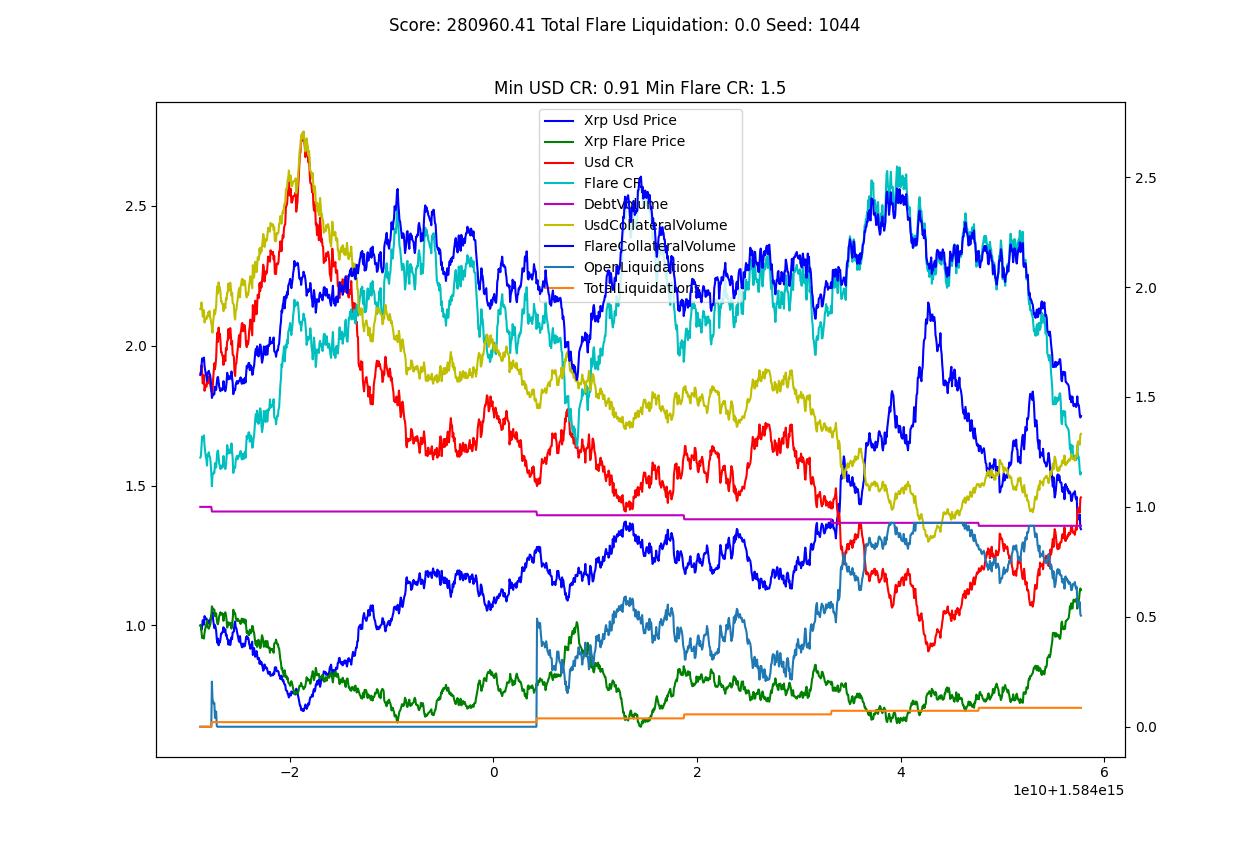 Score: 280960.41 Total Flare Liquidation: 0.0 Seed: 1044
Min USD CR: 0.91 Min Flare CR: 1.5
Xrp Usd Price
Xrp Flare Price
Usd CR
Flare CR
DebtVolume
UsdCollateralVolume
FlareCollateralVolume
OpenLiquidations
TotalLiquidations
2.5
2.0
1.5
1.0
2.5
2.0
1.5
1.0
0.5
0.0
−2
0
2
4
6
1e10+1.584e15